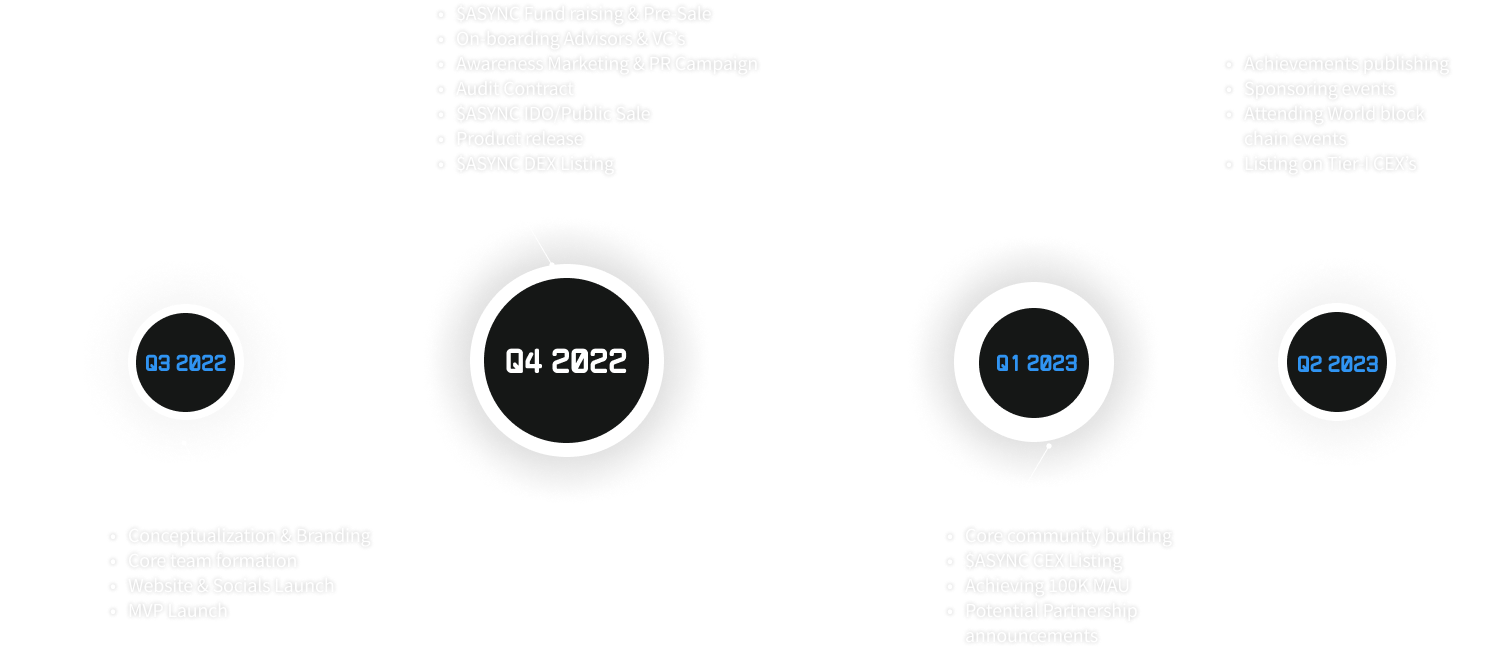 $ASYNC Fund raising & Pre-Sale
On-boarding Advisors & VC's
Awareness Marketing & PR Campaign
Audit Contract
$ASYNC IDO/Public Sale
Product release
$ASYNC DEX Listing
Achievements publishing
Sponsoring events
Attending World block
chain events
Listing on Tier-I CEX's
Q3 2022
Q4 2022
Q1 2023
Q2 2023
Conceptualization & Branding
Core team formation
Website & Socials Launch
MVP Launch
Core community building
$ASYNC CEX Listing
Achieving 100K MAU
Potential Partnership
announcements